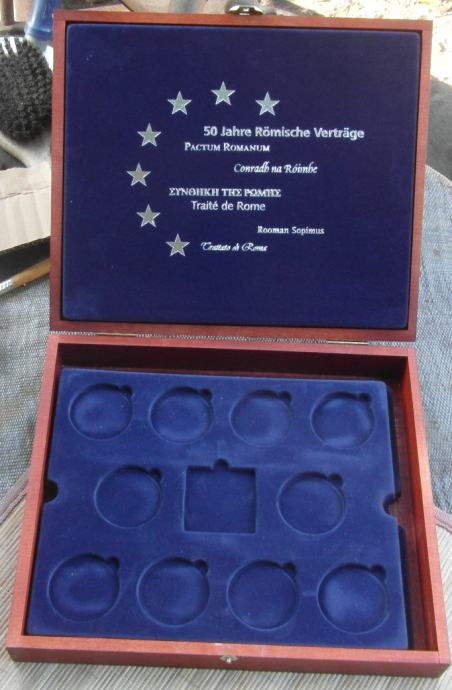 50 Jahre Römische Verträge
PACTUM ROMANUM
Conradh na Róimhe
ΣΥΝΘΗΚΗ ΤΗΣ ΡΩΜΗΣ
Traité de Rome
Rooman Sopimus
Trattato di Roma